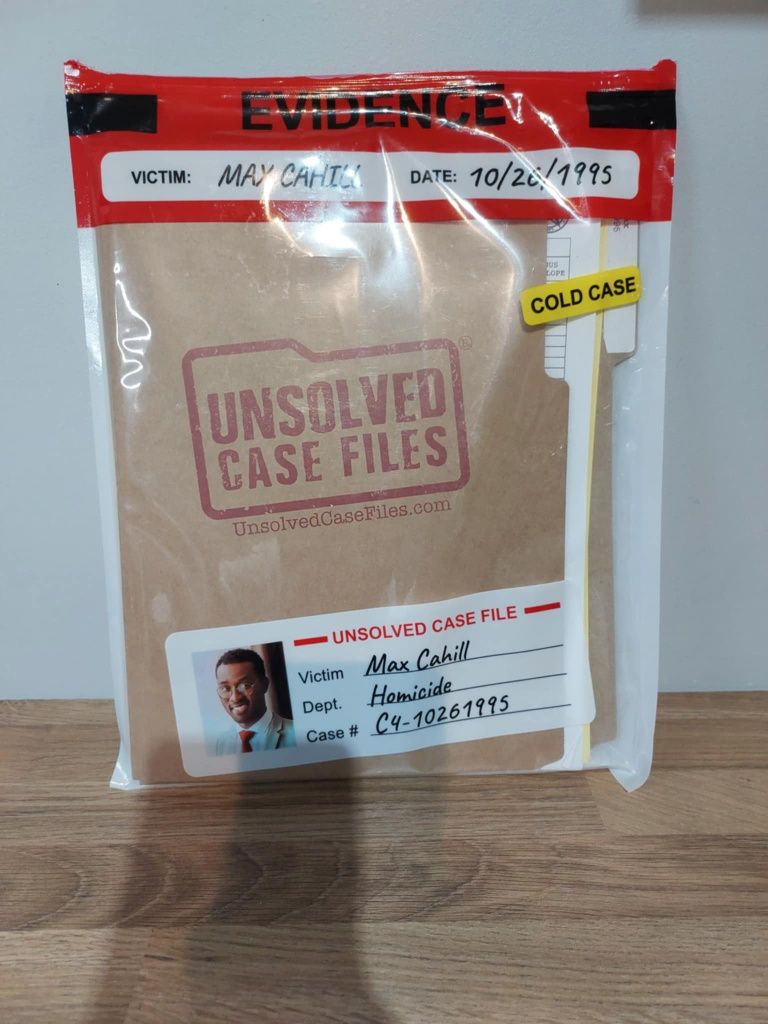 EVIDENCE
VICTIM: MAX CAHILL DATE: 10/26/1995
COLD CASE
UNSOLVED
CASE FILES
®
UnsolvedCaseFiles.com
UNSOLVED CASE FILE
Victim Max Cahill
Dept. Homicide
Case # C4-10261995